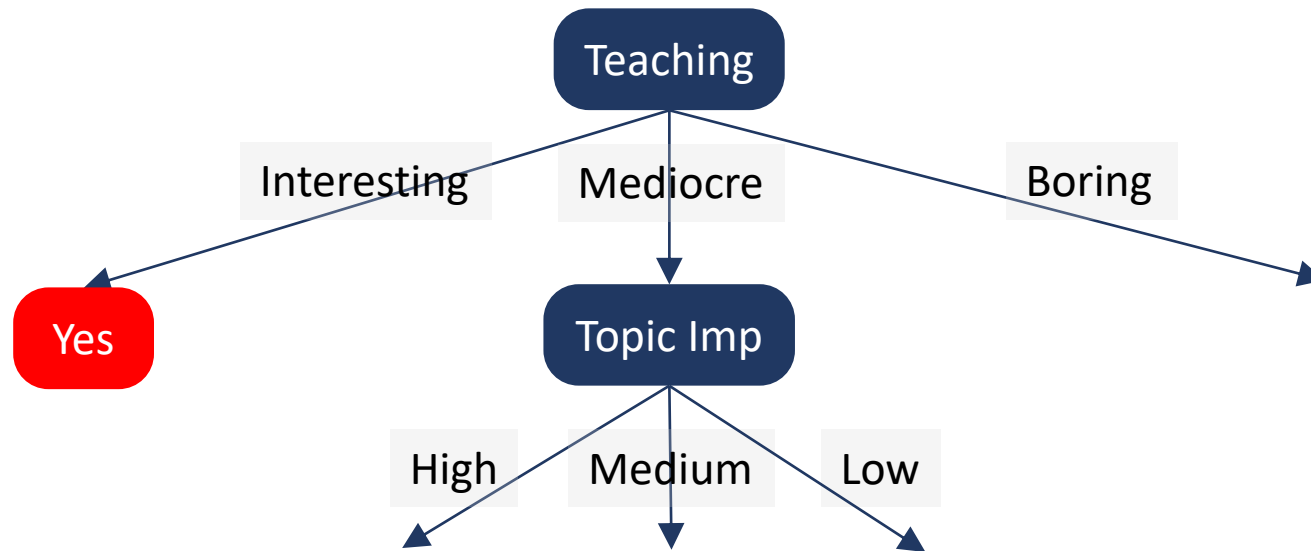 Teaching
Interesting
Mediocre
Boring
Yes
Topic Imp
High
Medium
Low